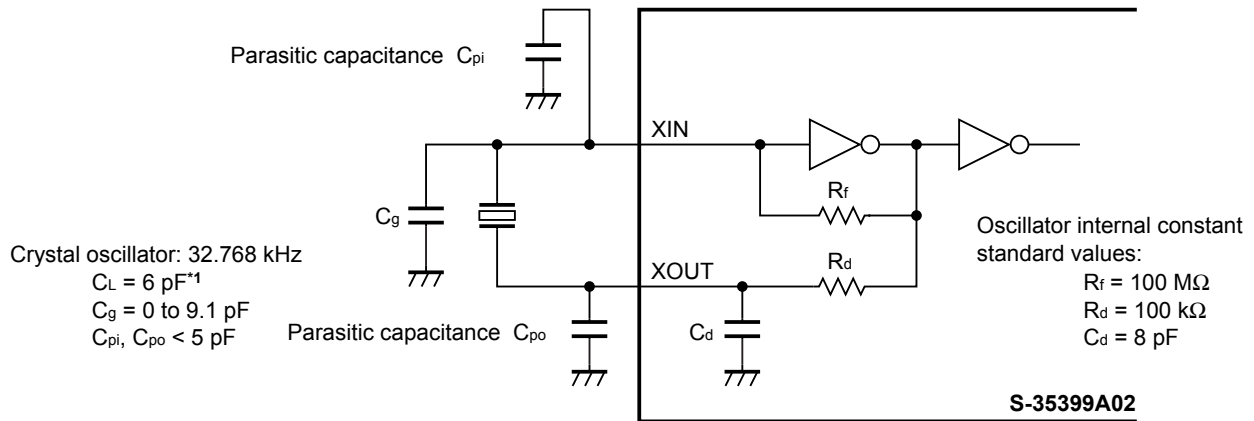 Parasitic capacitance Cpi
XIN
Rf
Cg
Oscillator internal constant
standard values:
Rf = 100 MΩ
Rd = 100 kΩ
Cd = 8 pF
Crystal oscillator: 32.768 kHz
CL = 6 pF*1
Cg = 0 to 9.1 pF
Cpi, Cpo < 5 pF
XOUT
Rd
Parasitic capacitance Cpo
Cd
S-35399A02